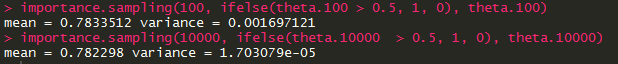 > importance.sampling(100, ifelse(theta.100 > 0.5, 1, 0), theta.100)
mean = 0.7833512 variance = 0.001697121
> importance.sampling(10000, ifelse(theta.10000  > 0.5, 1, 0), theta.10000)
mean = 0.782298 variance = 1.703079e-05